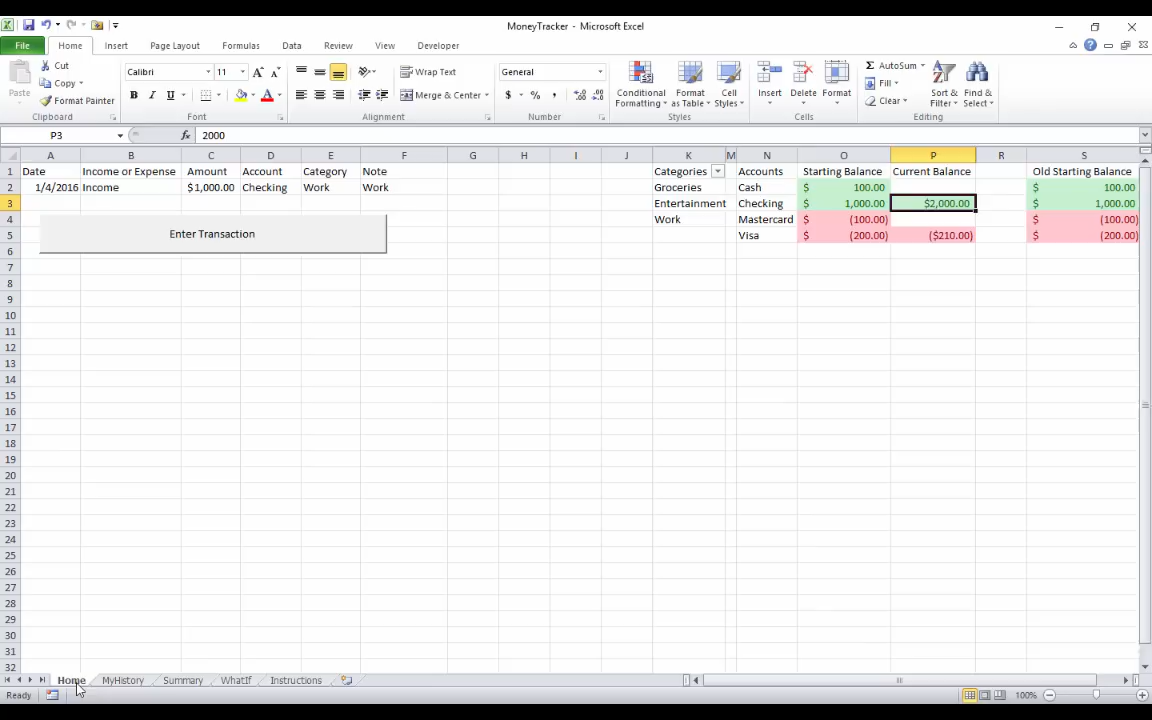 MoneyTracker - Microsoft Excel
File Home Insert Page Layout Formulas Data Review View Developer
Paste Cut Copy Format Painter Clipboard
Calibri 11 A A B I U A Font
Wrap Text Merge & Center Alignment
General $ % , Number
Conditional Formatting Format as Table Cell Styles Styles
Insert Delete Format Cells
AutoSum Fill Clear Sort & Filter Find & Select Editing
P3 fx 2000
A B C D E F G H I J K M N O P R S
1 Date Income or Expense Amount Account Category Note Categories Accounts Starting Balance Current Balance Old Starting Balance
2 1/4/2016 Income $1,000.00 Checking Work Work Groceries Cash $ 100.00 $ 100.00
3 Entertainment Checking $ 1,000.00 $2,000.00 $ 1,000.00
4 Work Mastercard $ (100.00) $ (100.00)
Enter Transaction
5 Visa $ (200.00) ($210.00) $ (200.00)
6
7
8
9
10
11
12
13
14
15
16
17
18
19
20
21
22
23
24
25
26
27
28
29
30
31
32
Home MyHistory Summary WhatIf Instructions
Ready 100%